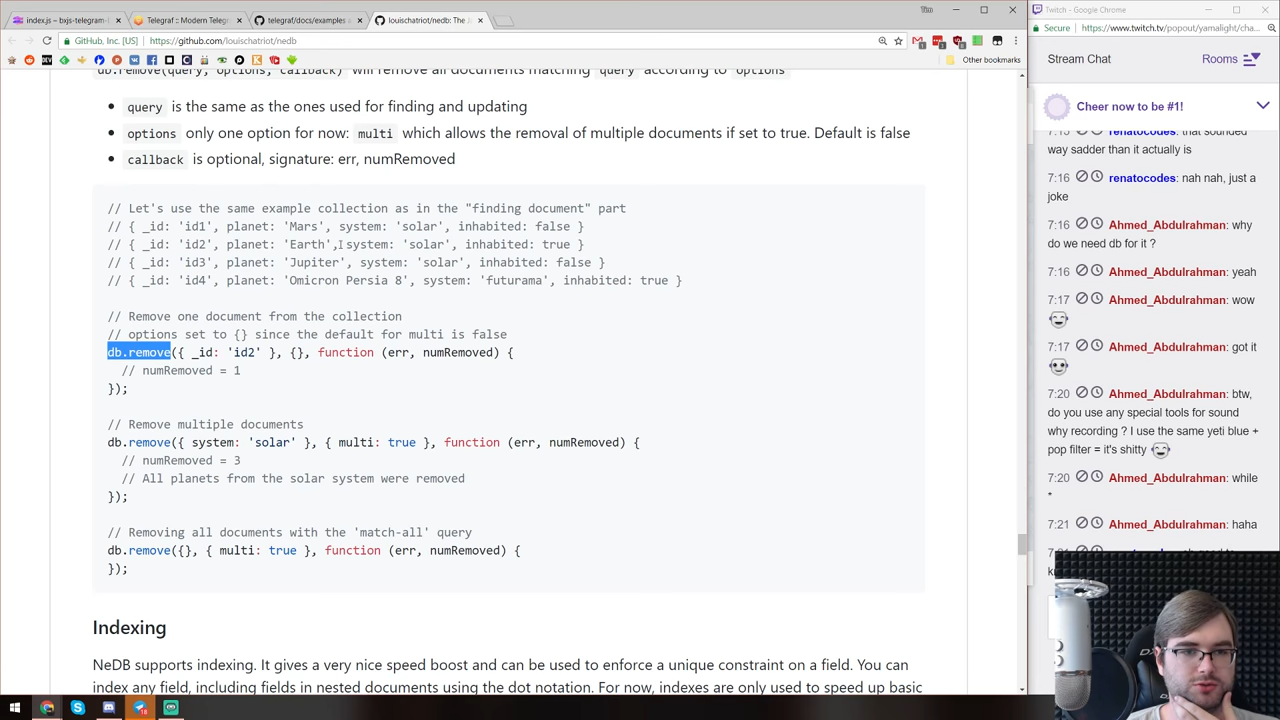 index.js – bxjs-telegram-
Telegraf :: Modern Telegr
telegraf/docs/examples a
louischatriot/nedb: The J
Tim
Twitch - Google Chrome
GitHub, Inc. [US]
https://github.com/louischatriot/nedb
Secure
https://www.twitch.tv/popout/yamalight/cha...
Other bookmarks
Stream Chat
Rooms
Cheer now to be #1!
db.remove(query, options, callback) will remove all documents matching query according to options
query is the same as the ones used for finding and updating
options only one option for now: multi which allows the removal of multiple documents if set to true. Default is false
callback is optional, signature: err, numRemoved
// Let's use the same example collection as in the "finding document" part
// { _id: 'id1', planet: 'Mars', system: 'solar', inhabited: false }
// { _id: 'id2', planet: 'Earth', system: 'solar', inhabited: true }
// { _id: 'id3', planet: 'Jupiter', system: 'solar', inhabited: false }
// { _id: 'id4', planet: 'Omicron Persia 8', system: 'futurama', inhabited: true }
// Remove one document from the collection
// options set to {} since the default for multi is false
db.remove({ _id: 'id2' }, {}, function (err, numRemoved) {
// numRemoved = 1
});
// Remove multiple documents
db.remove({ system: 'solar' }, { multi: true }, function (err, numRemoved) {
// numRemoved = 3
// All planets from the solar system were removed
});
// Removing all documents with the 'match-all' query
db.remove({}, { multi: true }, function (err, numRemoved) {
});
Indexing
NeDB supports indexing. It gives a very nice speed boost and can be used to enforce a unique constraint on a field. You can
index any field, including fields in nested documents using the dot notation. For now, indexes are only used to speed up basic
7:15 renatocodes: that sounded
way sadder than it actually is
7:16 renatocodes: nah nah, just a
joke
7:16 Ahmed_Abdulrahman: why
do we need db for it ?
7:16 Ahmed_Abdulrahman: yeah
7:17 Ahmed_Abdulrahman: wow
7:17 Ahmed_Abdulrahman: got it
7:20 Ahmed_Abdulrahman: btw,
do you use any special tools for sound
why recording ? I use the same yeti blue +
pop filter = it's shitty
7:20 Ahmed_Abdulrahman: while
*
7:21 Ahmed_Abdulrahman: haha